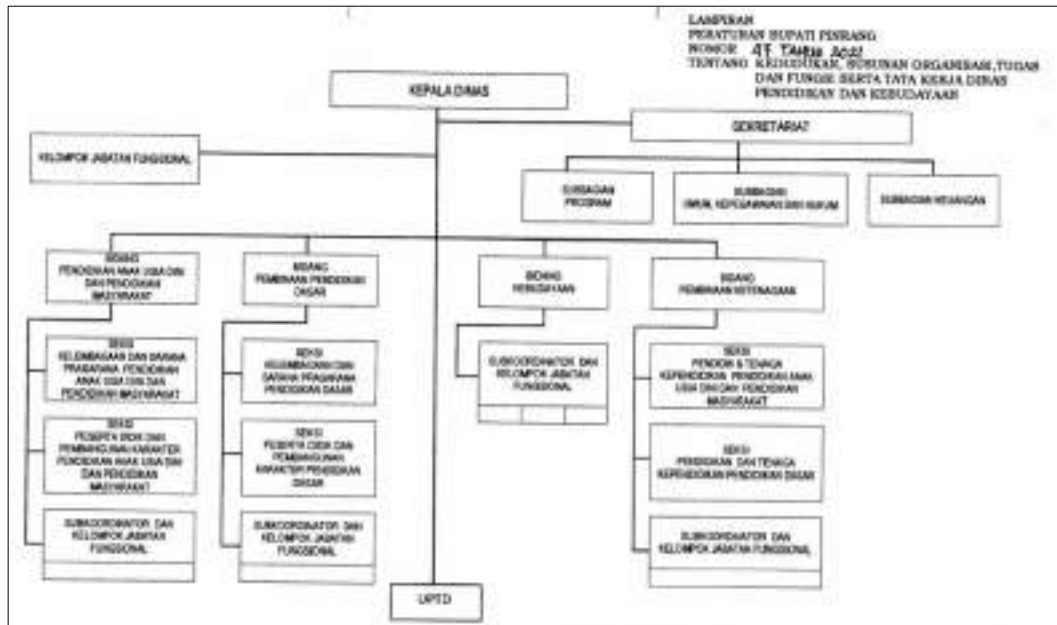 LAMPIRAN
PERATURAN BUPATI PINRANG
NOMOR 47 TAHUN 2021
TENTANG KEDUDUKAN, SUSUNAN ORGANISASI, TUGAS
DAN FUNGSI SERTA TATA KERJA DINAS
PENDIDIKAN DAN KEBUDAYAAN
KEPALA DINAS
SEKRETARIAT
KELOMPOK JABATAN FUNGSIONAL
SUBBAGIAN
PROGRAM
SUBBAGIAN
UMUM, KEPEGAWAIAN DAN HUKUM
SUBBAGIAN KEUANGAN
BIDANG
PENDIDIKAN ANAK USIA DINI
DAN PENDIDIKAN
MASYARAKAT
BIDANG
PEMBINAAN PENDIDIKAN
DASAR
BIDANG
KEBUDAYAAN
BIDANG
PEMBINAAN KETENAGAAN
SEKSI
KELEMBAGAAN DAN SARANA
PRASARANA PENDIDIKAN
ANAK USIA DINI DAN
PENDIDIKAN MASYARAKAT
SEKSI
KELEMBAGAAN DAN
SARANA PRASARANA
PENDIDIKAN DASAR
SUBKOORDINATOR DAN
KELOMPOK JABATAN
FUNGSIONAL
SEKSI
PENDIDIK & TENAGA
KEPENDIDIKAN PENDIDIKAN ANAK
USIA DINI DAN PENDIDIKAN
MASYARAKAT
SEKSI
PESERTA DIDIK DAN
PEMBANGUNAN KARAKTER
PENDIDIKAN ANAK USIA DINI
DAN PENDIDIKAN
MASYARAKAT
SEKSI
PESERTA DIDIK DAN
PEMBANGUNAN
KARAKTER PENDIDIKAN
DASAR
SEKSI
PENDIDIKAN DAN TENAGA
KEPENDIDIKAN PENDIDIKAN DASAR
SUBKOORDINATOR DAN
KELOMPOK JABATAN
FUNGSIONAL
SUBKOORDINATOR DAN
KELOMPOK JABATAN
FUNGSIONAL
SUBKOORDINATOR DAN
KELOMPOK JABATAN FUNGSIONAL
UPTD